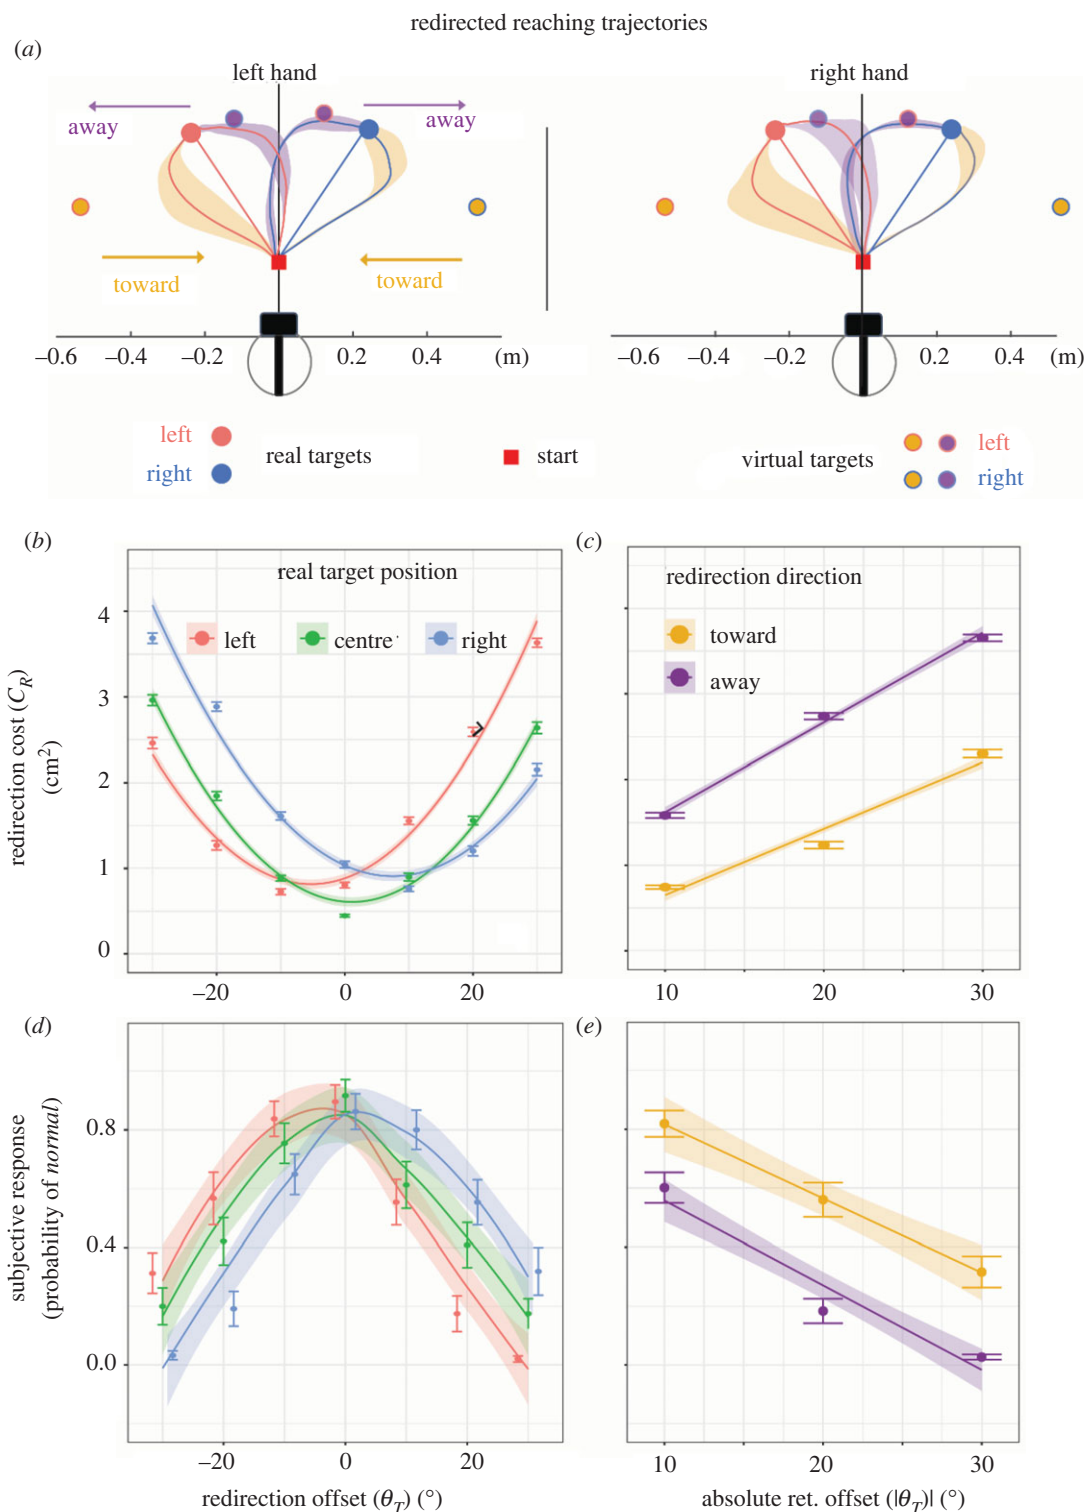 redirected reaching trajectories
(a)
left hand
right hand
away
away
toward
toward
–0.6 –0.4 –0.2 0.2 0.4 (m)
–0.6 –0.4 –0.2 0.2 0.4 (m)
left
right
real targets
start
virtual targets
left
right
(b)
real target position
left centre right
redirection cost (C_R)
(cm²)
4
3
2
1
0
–20 0 20
(c)
redirection direction
toward
away
10 20 30
(d)
subjective response
(probability of normal)
0.8
0.4
0.0
–20 0 20
redirection offset (θ_T) (°)
(e)
10 20 30
absolute ret. offset (|θ_T)| (°)